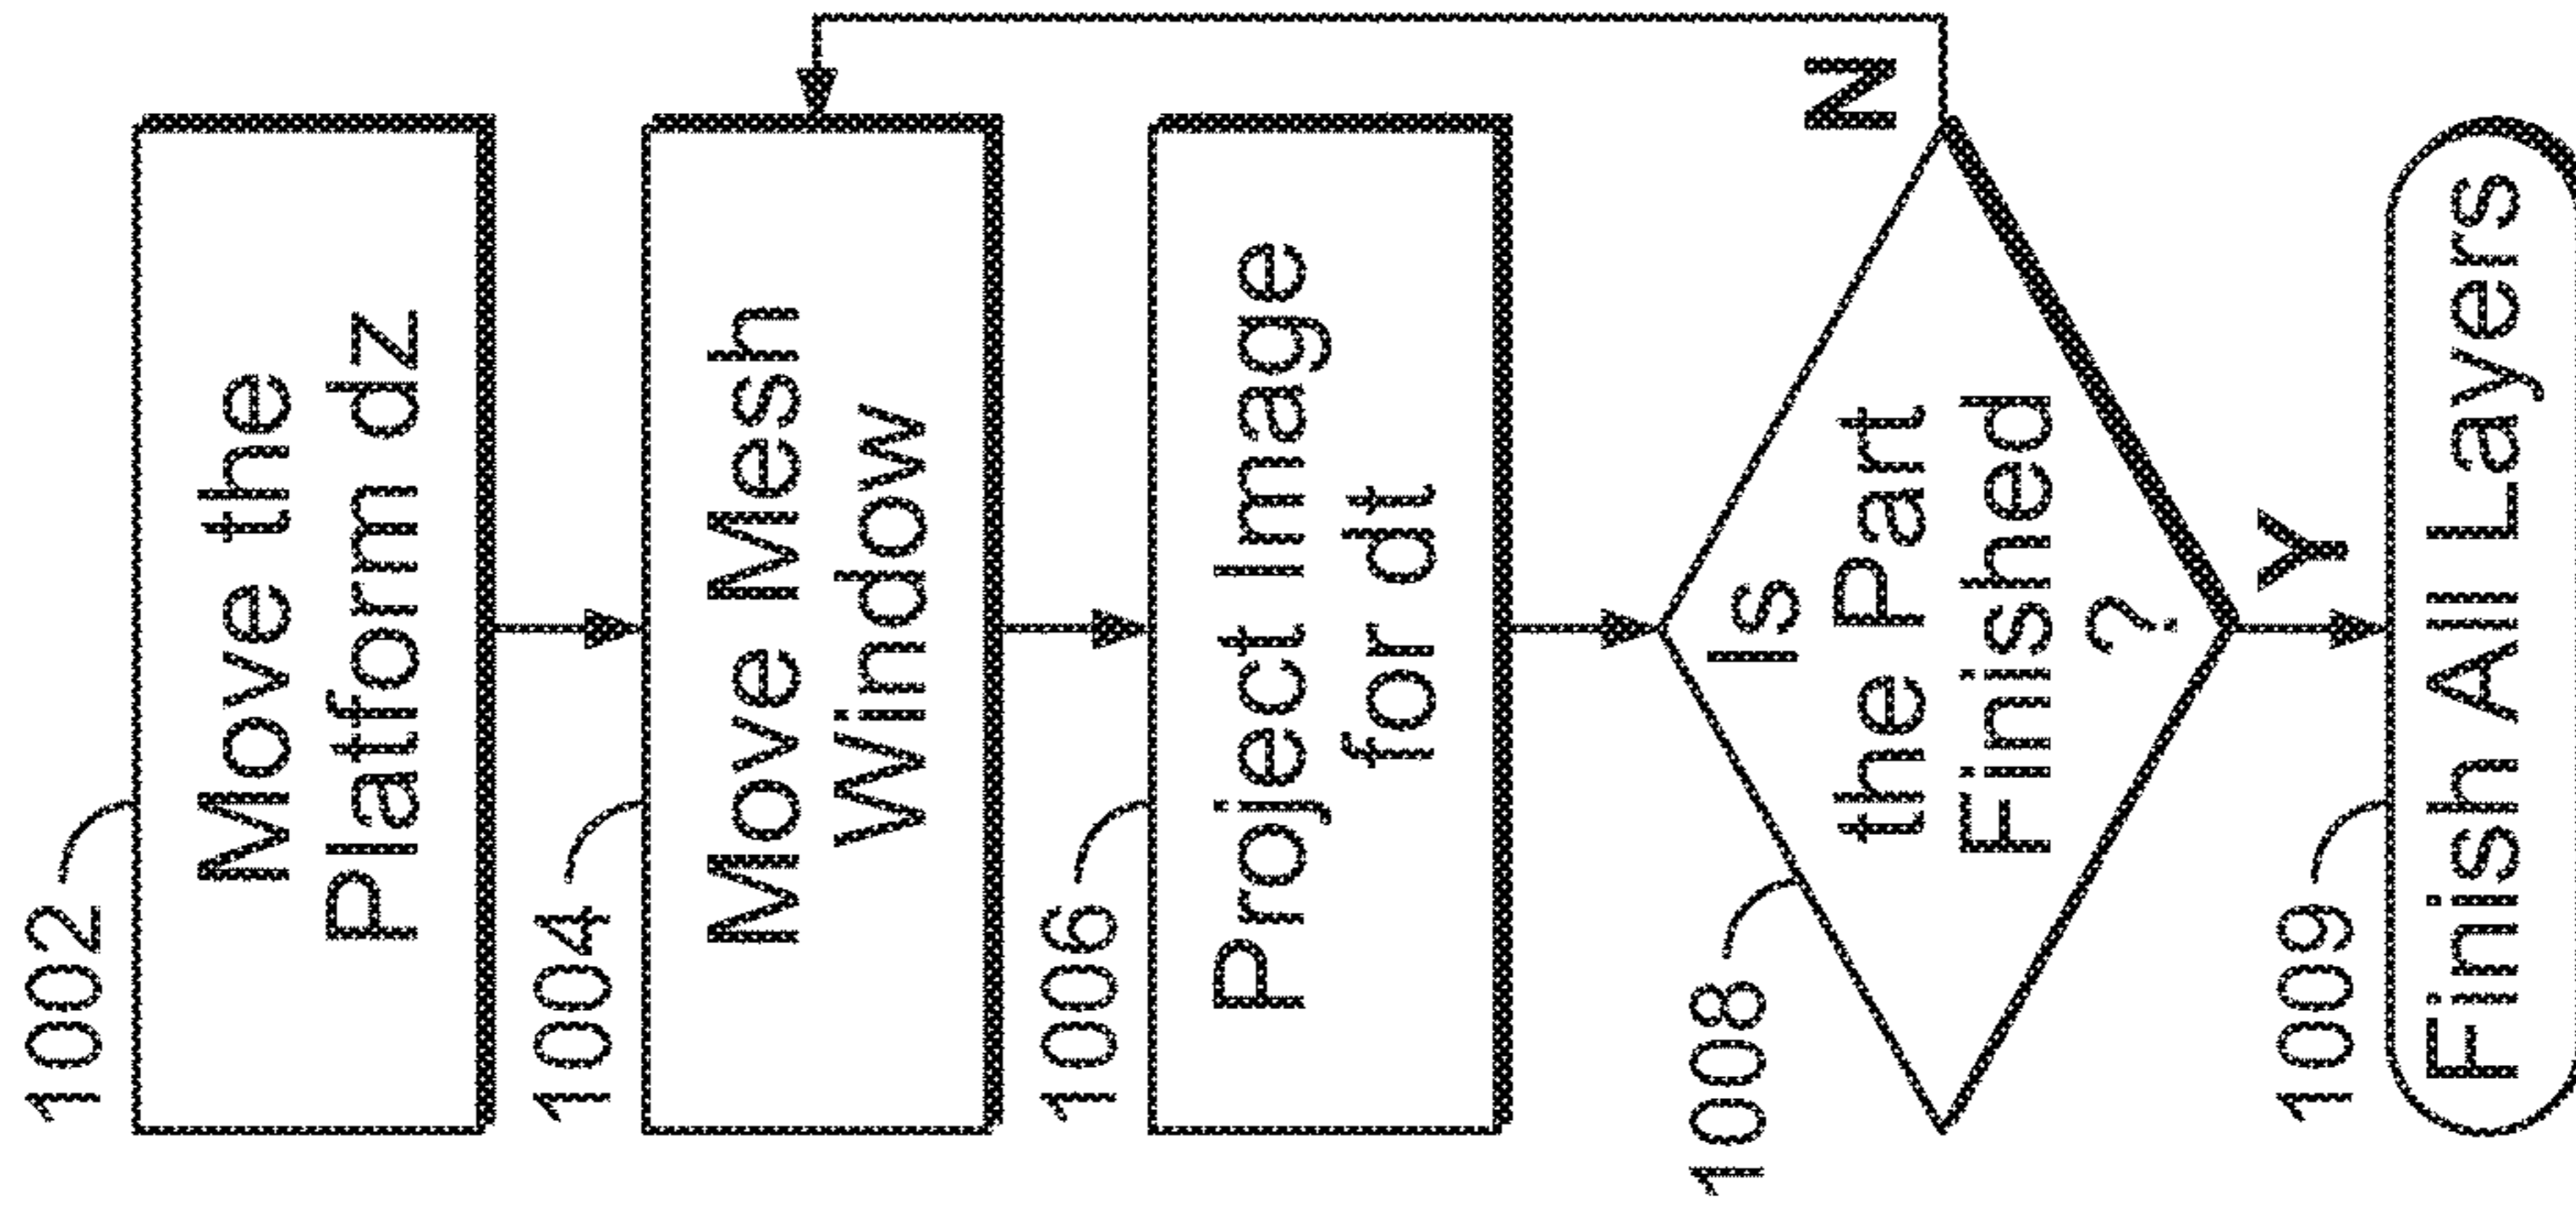 1002
Move the
Platform dz
1004
Move Mesh
Window
1006
Project Image
for dt
1008
Is
the Part
Finished
?
N
Y
1009
Finish All Layers